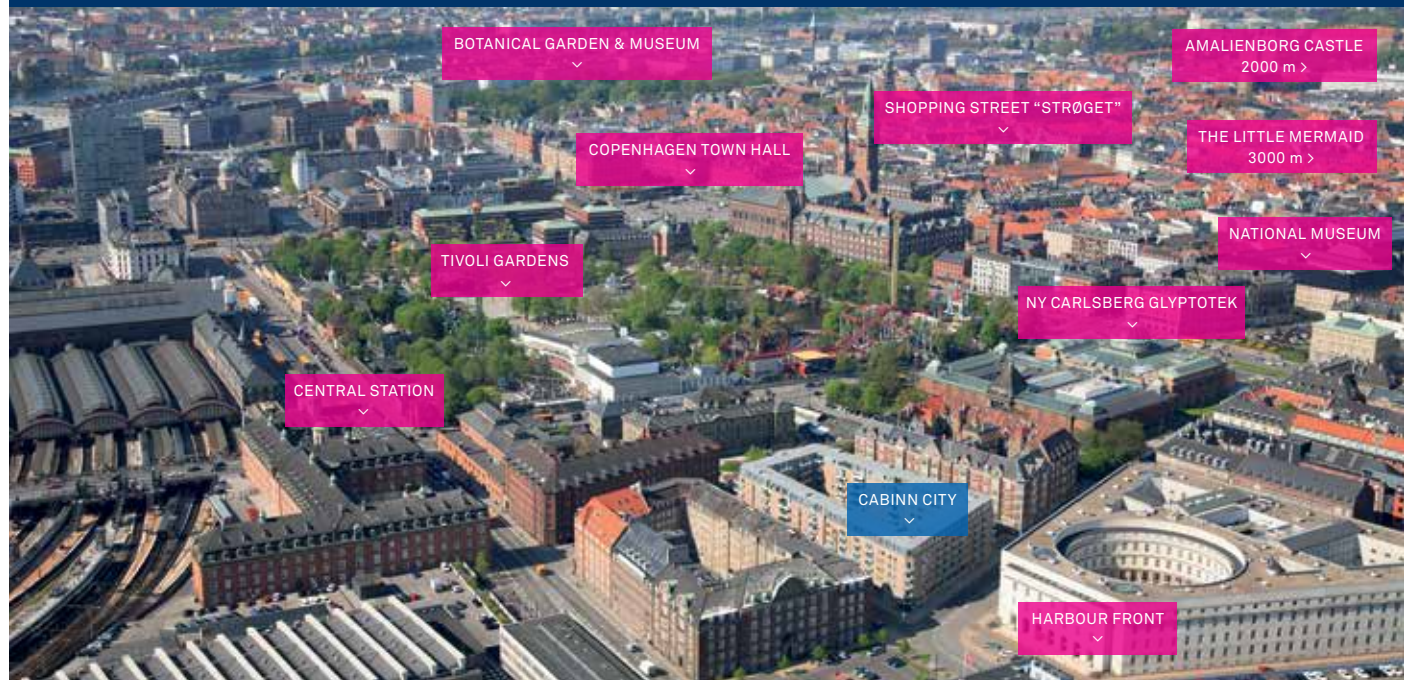 BOTANICAL GARDEN & MUSEUM
AMALIENBORG CASTLE
2000 m >
SHOPPING STREET “STRØGET”
THE LITTLE MERMAID
3000 m >
COPENHAGEN TOWN HALL
NATIONAL MUSEUM
TIVOLI GARDENS
NY CARLSBERG GLYPTOTEK
CENTRAL STATION
CABINN CITY
HARBOUR FRONT